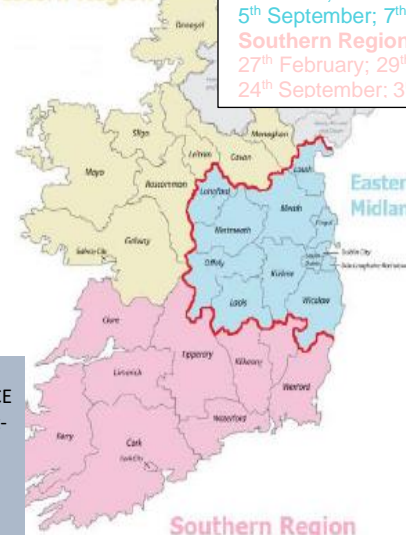 5th September; 7th
Southern Region
27th February; 29th
24th September: 3
Donegal
Sligo
Leitrim
Cavan
Monaghan
Mayo
Roscommon
Longford
Louth
Meath
Eastern
Midlan
Westmeath
Fingal
Galway
Galway City
Offaly
Kildare
Dublin City
Laois
Wicklow
Clare
Tipperary
Kilkenny
Limerick
Wexford
Waterford
Kerry
Cork
Cork City
CE
-
Southern Region